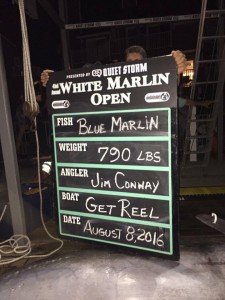 PRESENTED BY QUIET STORM
the WHITE MARLIN
OPEN
FISH BLUE MARLIN
WEIGHT 790 LBS
ANGLER JIM CONWAY
BOAT GET REEL
DATE AUGUST 8, 2016